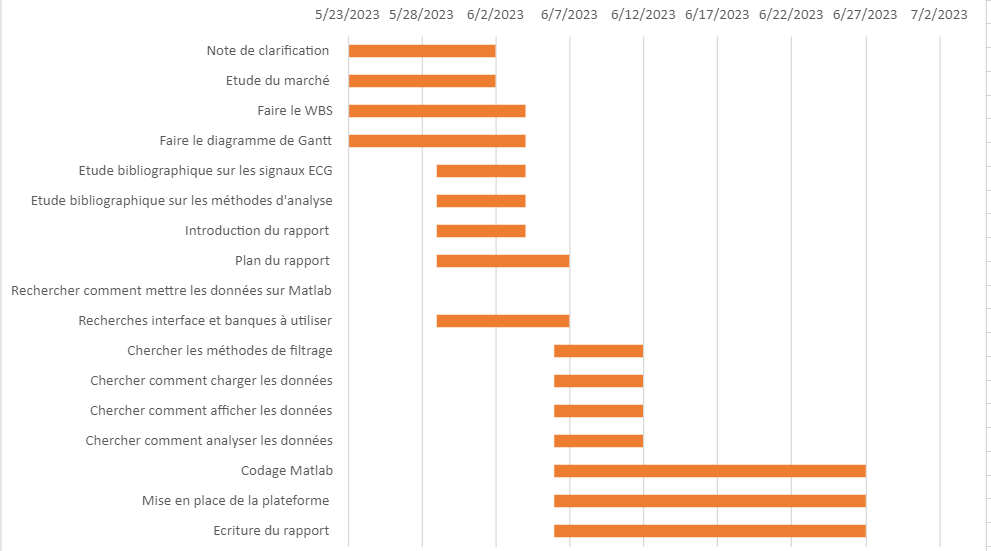 5/23/2023 5/28/2023 6/2/2023 6/7/2023 6/12/2023 6/17/2023 6/22/2023 6/27/2023 7/2/2023
Note de clarification
Etude du marché
Faire le WBS
Faire le diagramme de Gantt
Etude bibliographique sur les signaux ECG
Etude bibliographique sur les méthodes d'analyse
Introduction du rapport
Plan du rapport
Rechercher comment mettre les données sur Matlab
Recherches interface et banques à utiliser
Chercher les méthodes de filtrage
Chercher comment charger les données
Chercher comment afficher les données
Chercher comment analyser les données
Codage Matlab
Mise en place de la plateforme
Ecriture du rapport